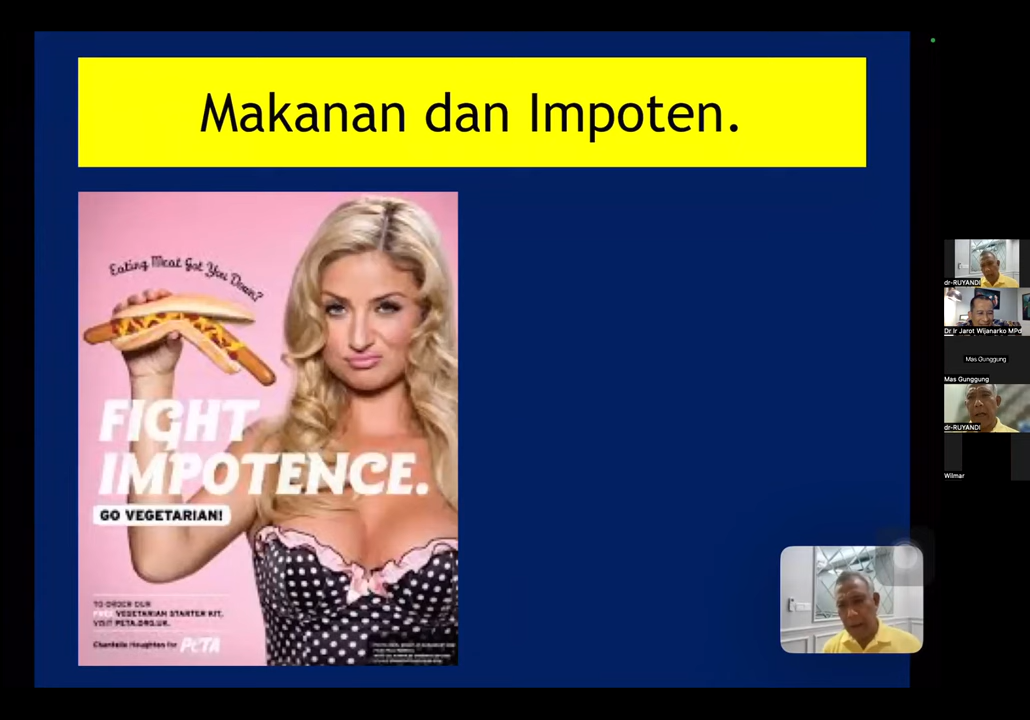 Makanan dan Impoten.
Eating Meat Got You Down?
FIGHT
IMPOTENCE.
GO VEGETARIAN!
TO ORDER OUR
FREE VEGETARIAN STARTER KIT,
VISIT PETA.ORG.UK.
Chantelle Houghton for PETA
dr-RUYANDI
Dr Ir Jarot Wijanarko MPd
Mas Gunggung
Mas Gunggung
dr-RUYANDI
Wilmar